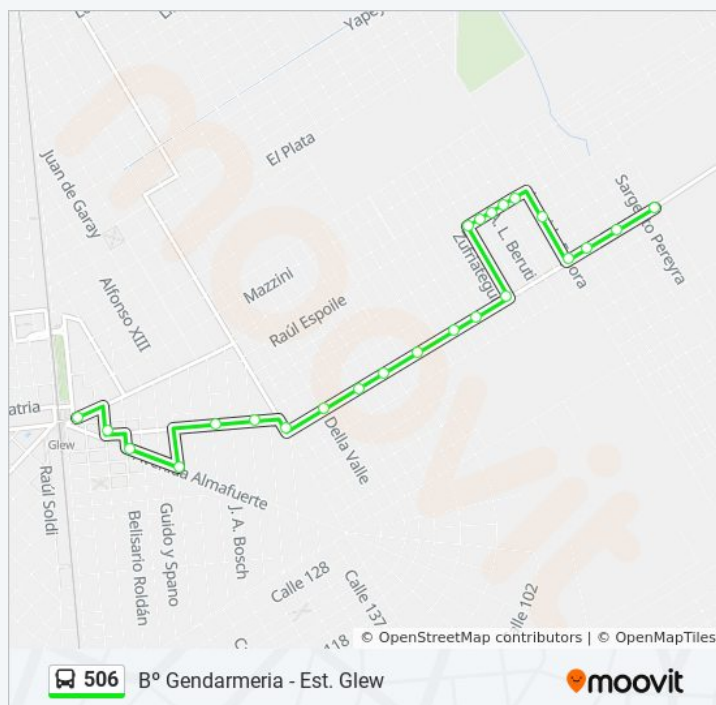 Yapey
El Plata
Juan de Garay
Sargento Pereyra
L. Beruti
Zumategui
Mazzini
Alfonso XIII
Raúl Espoile
atria
Glew
Della Valle
Avenida Almafuerte
Raúl Soldi
Belisario Roldán
Guido y Spano
J. A. Bosch
Calle 128
Calle 137
Calle 102
118
moovit
© OpenStreetMap contributors | © OpenMapTiles
506 Bº Gendarmeria - Est. Glew
moovit